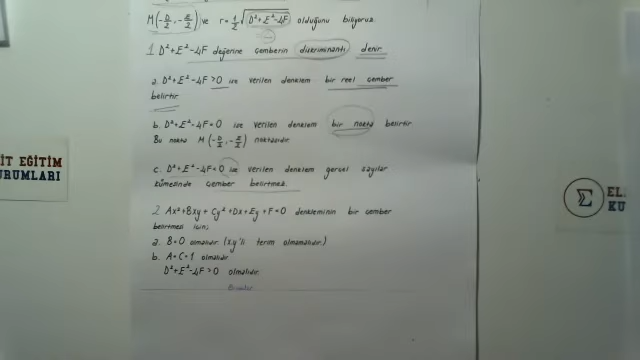 M(-D/2, -E/2) ve r=1/2√D²+E²-4F olduğunu biliyoruz.
1. D²+E²-4F değerine çemberin diskriminantı denir.
a. D²+E²-4F>0 ise verilen denklem bir reel çember
belirtir.
b. D²+E²-4F=0 ise verilen denklem bir nokta belirtir.
Bu nokta M(-D/2, -E/2) noktasıdır.
c. D²+E²-4F<0 ise verilen denklem gerçel sayılar
kümesinde çember belirtmez.
2. Ax²+Bxy+Cy²+Dx+Ey+F=0 denkleminin bir çember
belirtmesi için;
a. B=0 olmalıdır. (x.y'li terim olmamalıdır.)
b. A=C=1 olmalıdır.
D²+E²-4F>0 olmalıdır.
İT EĞİTİM
URUMLARI
Σ
EL
KU